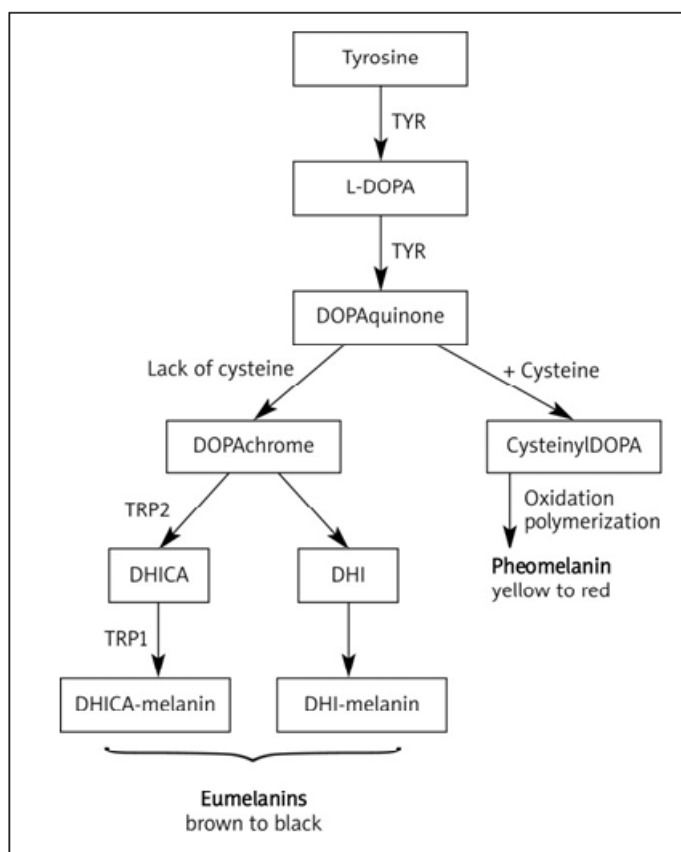 Tyrosine
TYR
L-DOPA
TYR
DOPAquinone
Lack of cysteine
+ Cysteine
DOPAchrome
CysteinylDOPA
TRP2
Oxidation
polymerization
DHICA
DHI
Pheomelanin
yellow to red
TRP1
DHICA-melanin
DHI-melanin
Eumelanins
brown to black